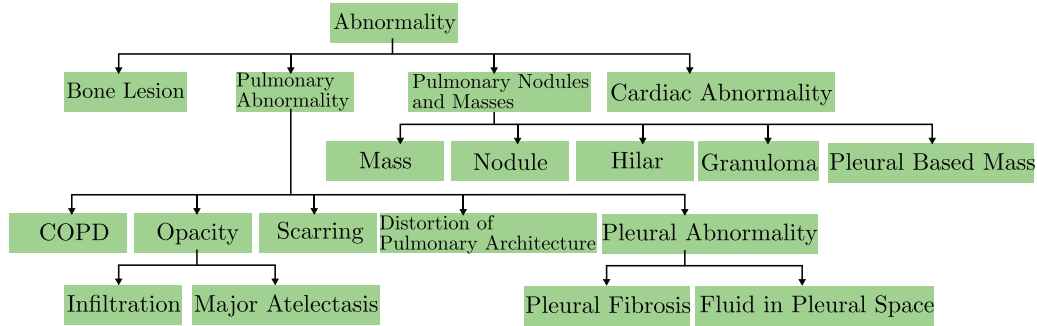 Abnormality
Bone Lesion
Pulmonary
Abnormality
Pulmonary Nodules
and Masses
Cardiac Abnormality
Mass
Nodule
Hilar
Granuloma
Pleural Based Mass
COPD
Opacity
Scarring
Distortion of
Pulmonary Architecture
Pleural Abnormality
Infiltration
Major Atelectasis
Pleural Fibrosis
Fluid in Pleural Space